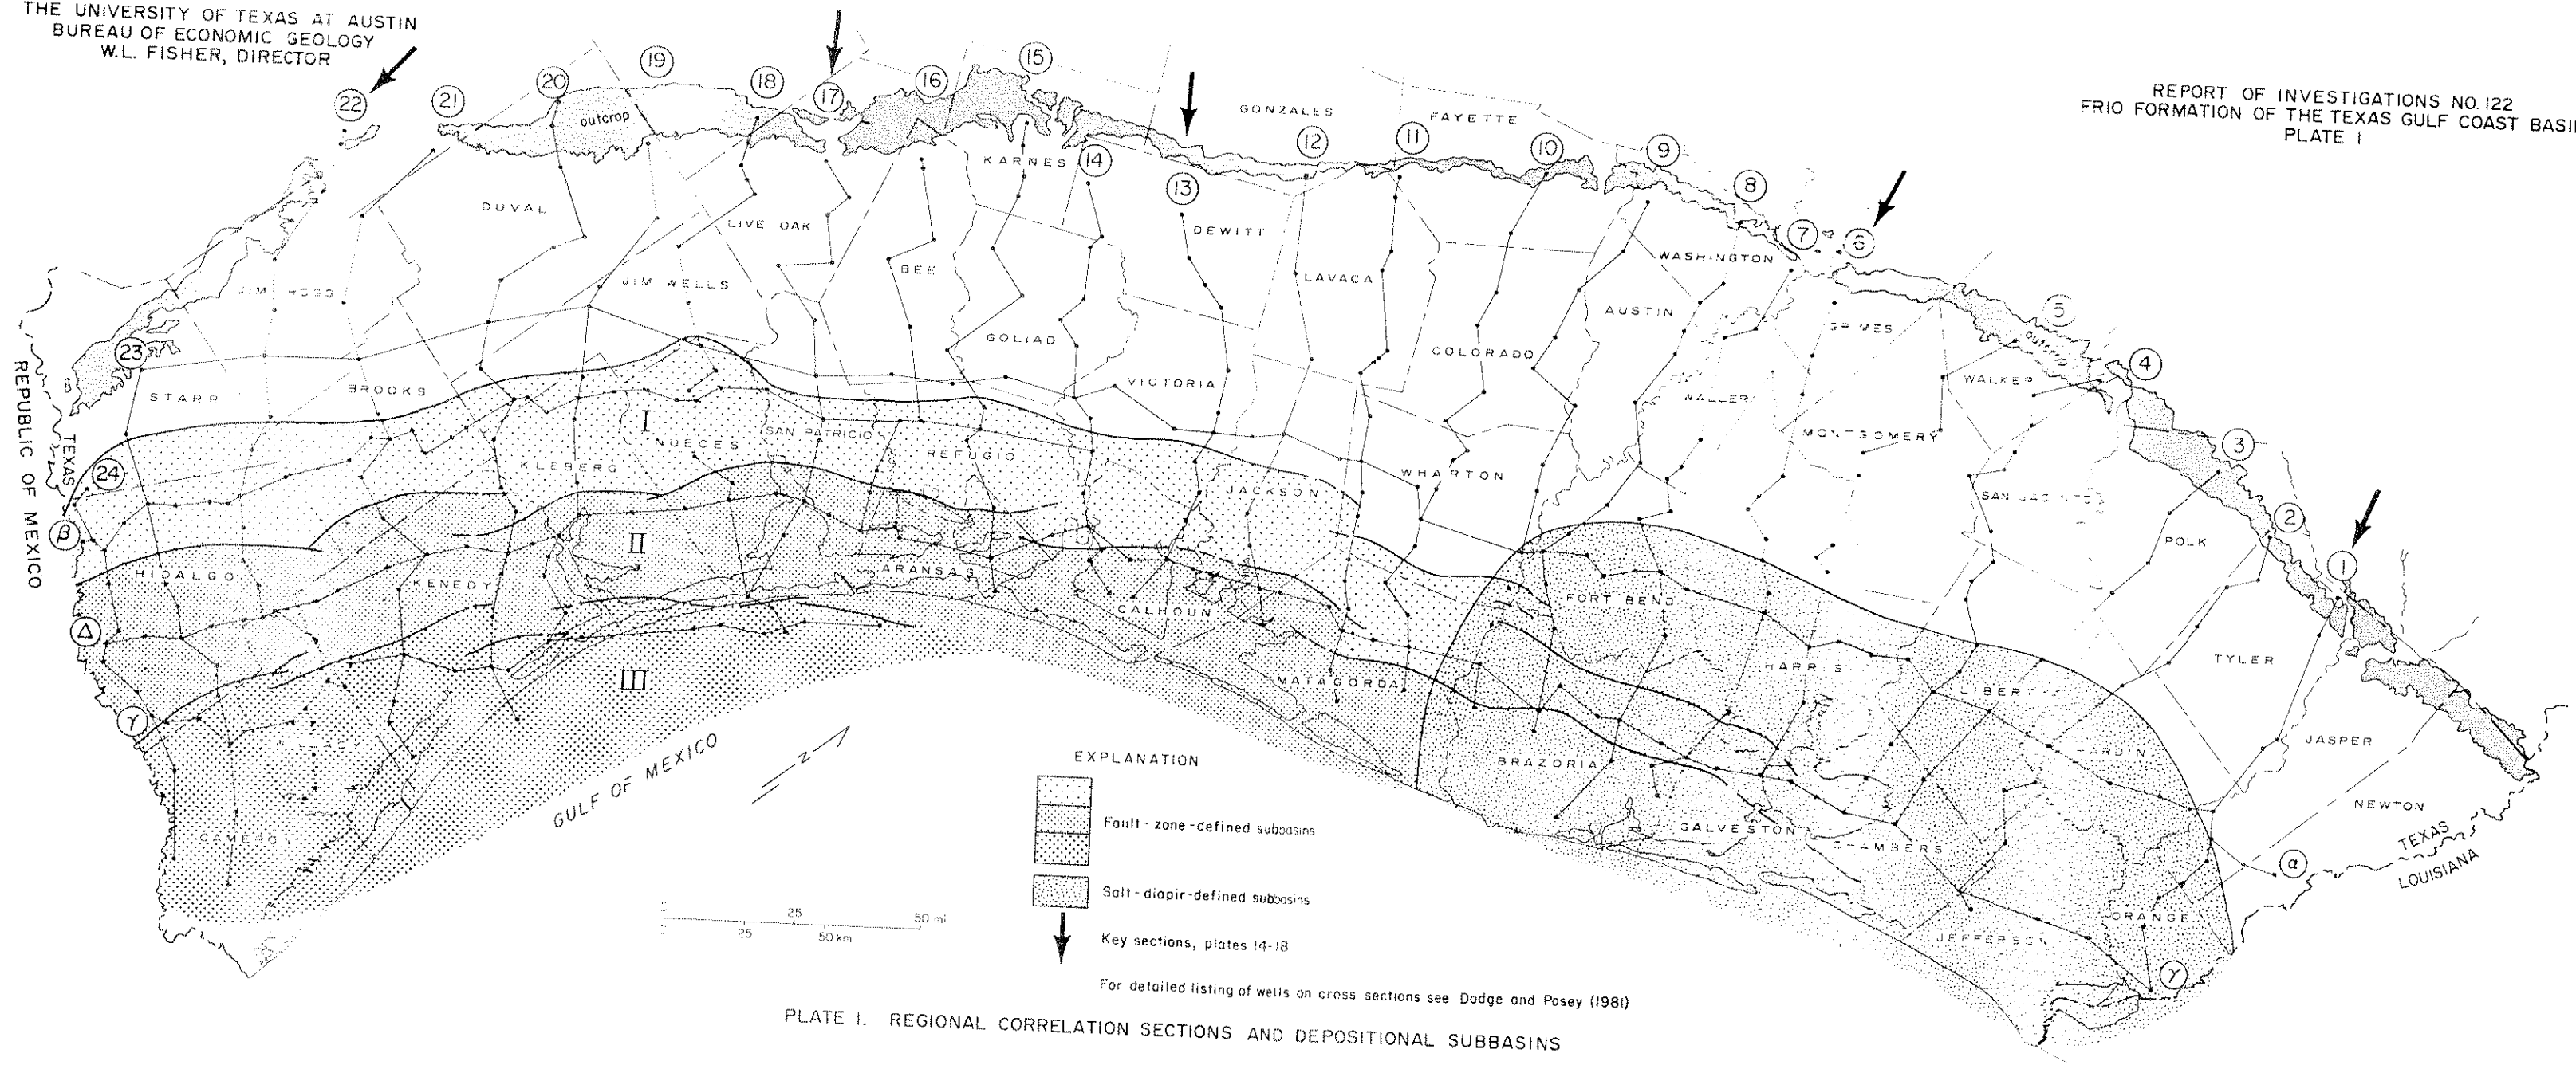 THE UNIVERSITY OF TEXAS AT AUSTIN
BUREAU OF ECONOMIC GEOLOGY
W.L. FISHER, DIRECTOR
REPORT OF INVESTIGATIONS NO. 122
FRIO FORMATION OF THE TEXAS GULF COAST BASI
PLATE I
22
21
20
19
18
17
16
15
14
13
12
11
10
9
8
7
6
5
4
3
2
1
23
24
outcrop
outcrop
GONZALES
FAYETTE
KARNES
DUVAL
LIVE OAK
DEWITT
LAVACA
WASHINGTON
BEE
JIM HOGG
JIM WELLS
GOLIAD
COLORADO
AUSTIN
GRIMES
STARR
BROOKS
VICTORIA
WALLER
WALKER
MONTGOMERY
I
NUECES
SAN PATRICIO
REFUGIO
KLEBERG
JACKSON
WHARTON
SAN JACINTO
POLK
REPUBLIC OF MEXICO
TEXAS
β
HIDALGO
KENEDY
II
ARANSAS
CALHOUN
FORT BEND
HARRIS
LIBERTY
TYLER
Δ
III
MATAGORDA
γ
WILLACY
CAMERON
GULF OF MEXICO
N
BRAZORIA
HARDIN
JASPER
NEWTON
GALVESTON
CHAMBERS
TEXAS
LOUISIANA
α
ORANGE
JEFFERSON
γ
EXPLANATION
Fault-zone-defined subbasins
Salt-diapir-defined subbasins
Key sections, plates 14-18
For detailed listing of wells on cross sections see Dodge and Posey (1981)
25
50 mi
25
50 km
PLATE I. REGIONAL CORRELATION SECTIONS AND DEPOSITIONAL SUBBASINS